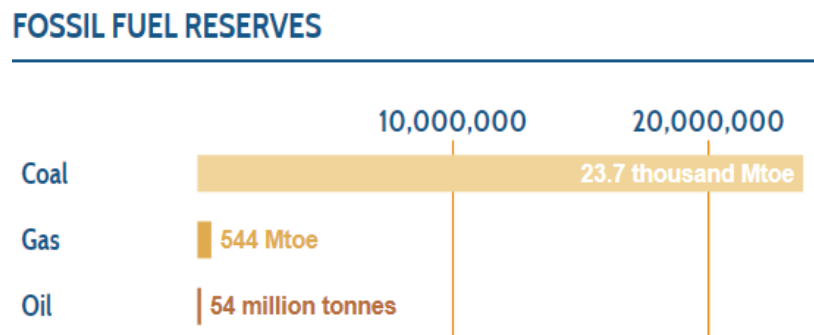 FOSSIL FUEL RESERVES
10,000,000 20,000,000
Coal 23.7 thousand Mtoe
Gas 544 Mtoe
Oil 54 million tonnes